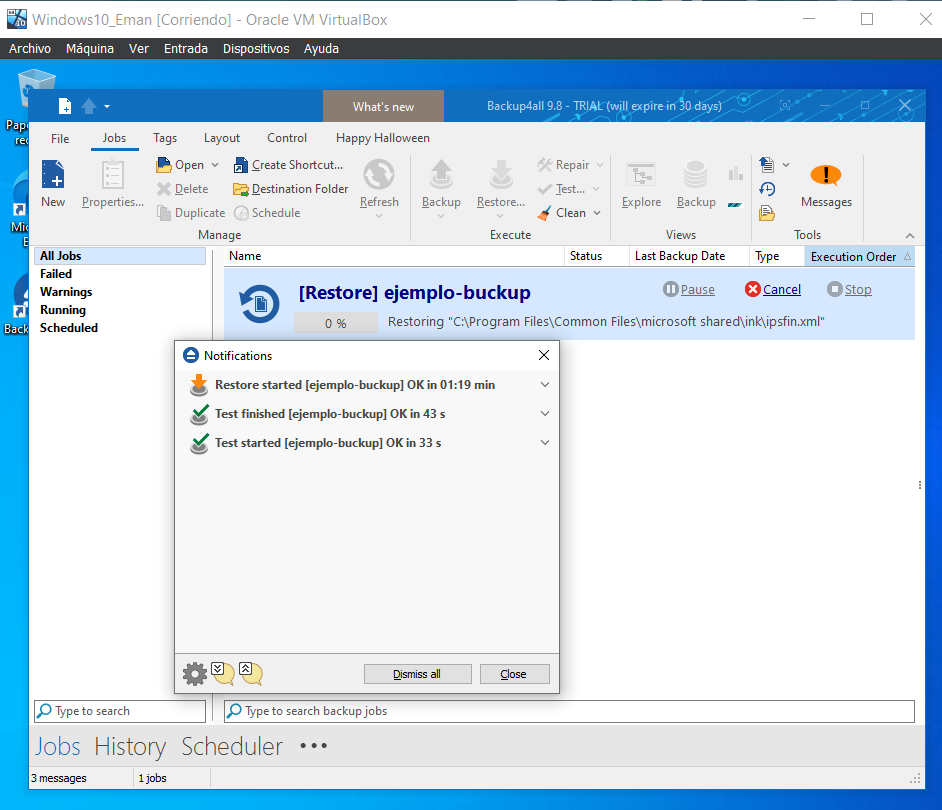 Windows10_Eman [Corriendo] - Oracle VM VirtualBox
Archivo Máquina Ver Entrada Dispositivos Ayuda
What's new
Backup4all 9.8 - TRIAL (will expire in 30 days)
File Jobs Tags Layout Control Happy Halloween
New
Properties...
Open
Delete
Duplicate
Create Shortcut...
Destination Folder
Schedule
Refresh
Manage
Backup
Restore...
Repair
Test...
Clean
Execute
Explore
Backup
Views
Messages
Tools
All Jobs
Failed
Warnings
Running
Scheduled
Name Status Last Backup Date Type Execution Order
[Restore] ejemplo-buckup
Pause Cancel Stop
0 %
Restoring "C:\Program Files\Common Files\microsoft shared\ink\ipsfin.xml"
Notifications
Restore started [ejemplo-buckup] OK in 01:19 min
Test finished [ejemplo-buckup] OK in 43 s
Test started [ejemplo-buckup] OK in 33 s
Dismiss all Close
Type to search
Type to search backup jobs
Jobs History Scheduler •••
3 messages 1 jobs